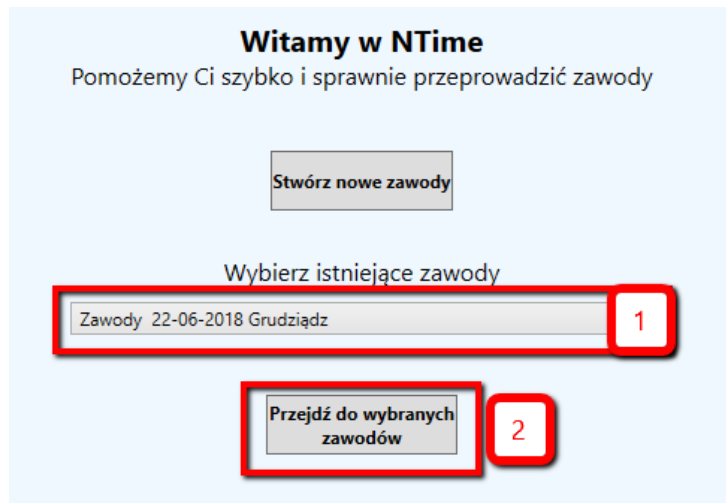 Witamy w NTime
Pomożemy Ci szybko i sprawnie przeprowadzić zawody
Stwórz nowe zawody
Wybierz istniejące zawody
Zawody 22-06-2018 Grudziądz
1
Przejdź do wybranych
zawodów
2